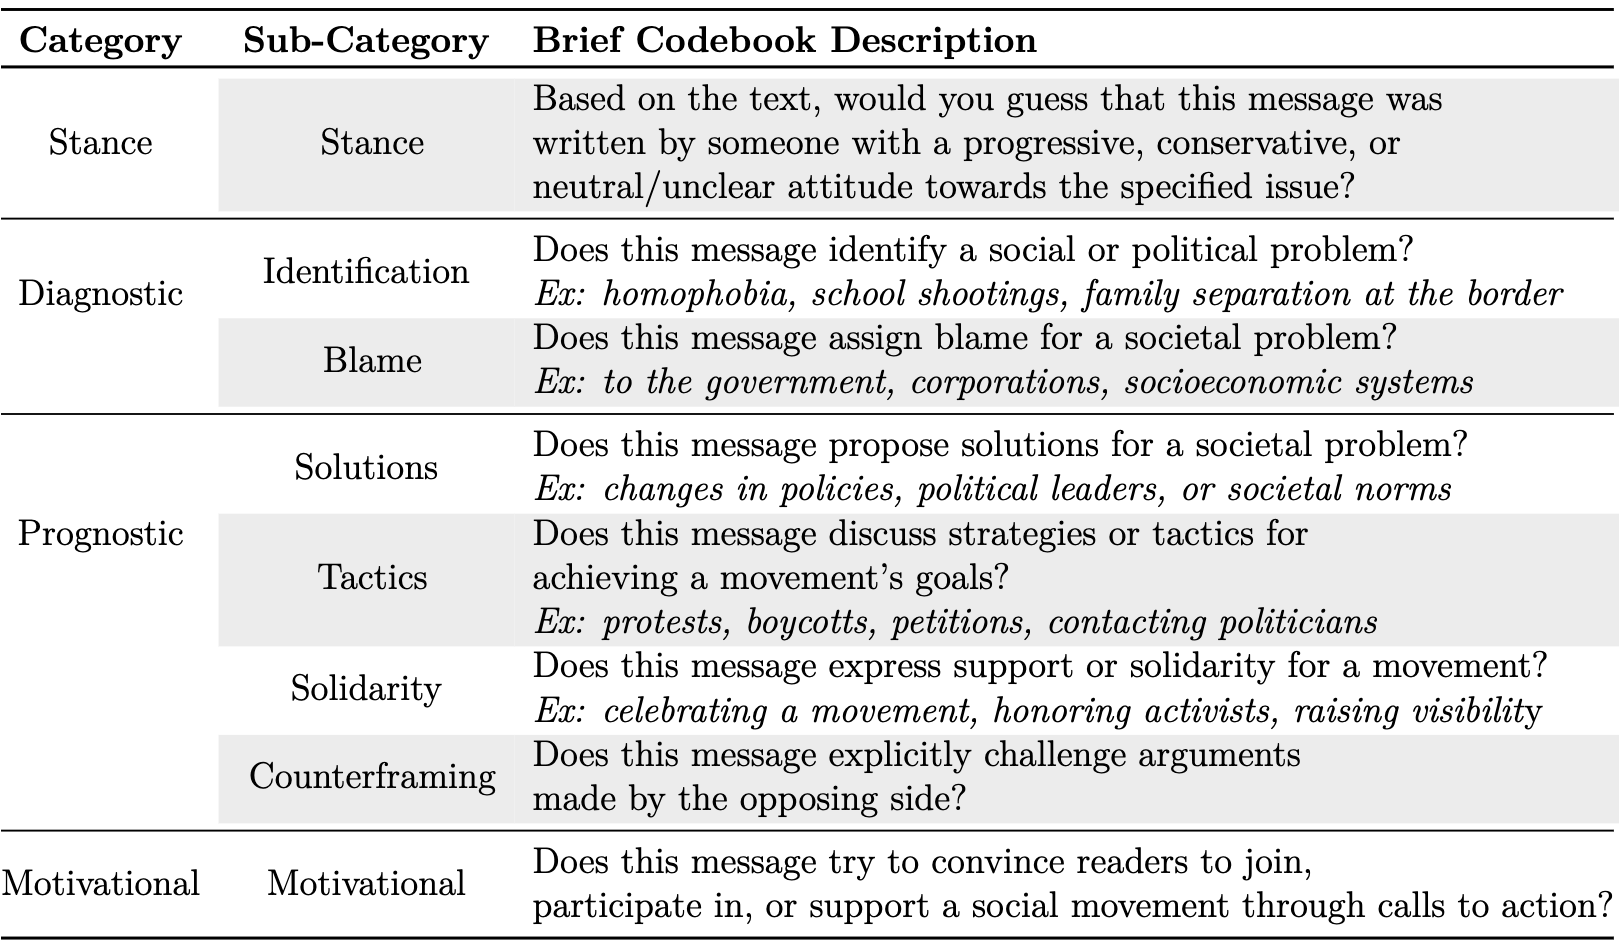 Category Sub-Category Brief Codebook Description
Stance
Stance
Based on the text, would you guess that this message was
written by someone with a progressive, conservative, or
neutral/unclear attitude towards the specified issue?
Diagnostic
Identification
Does this message identify a social or political problem?
Ex: homophobia, school shootings, family separation at the border
Blame
Does this message assign blame for a societal problem?
Ex: to the government, corporations, socioeconomic systems
Prognostic
Solutions
Does this message propose solutions for a societal problem?
Ex: changes in policies, political leaders, or societal norms
Tactics
Does this message discuss strategies or tactics for
achieving a movement's goals?
Ex: protests, boycotts, petitions, contacting politicians
Solidarity
Does this message express support or solidarity for a movement?
Ex: celebrating a movement, honoring activists, raising visibility
Counterframing
Does this message explicitly challenge arguments
made by the opposing side?
Motivational
Motivational
Does this message try to convince readers to join,
participate in, or support a social movement through calls to action?